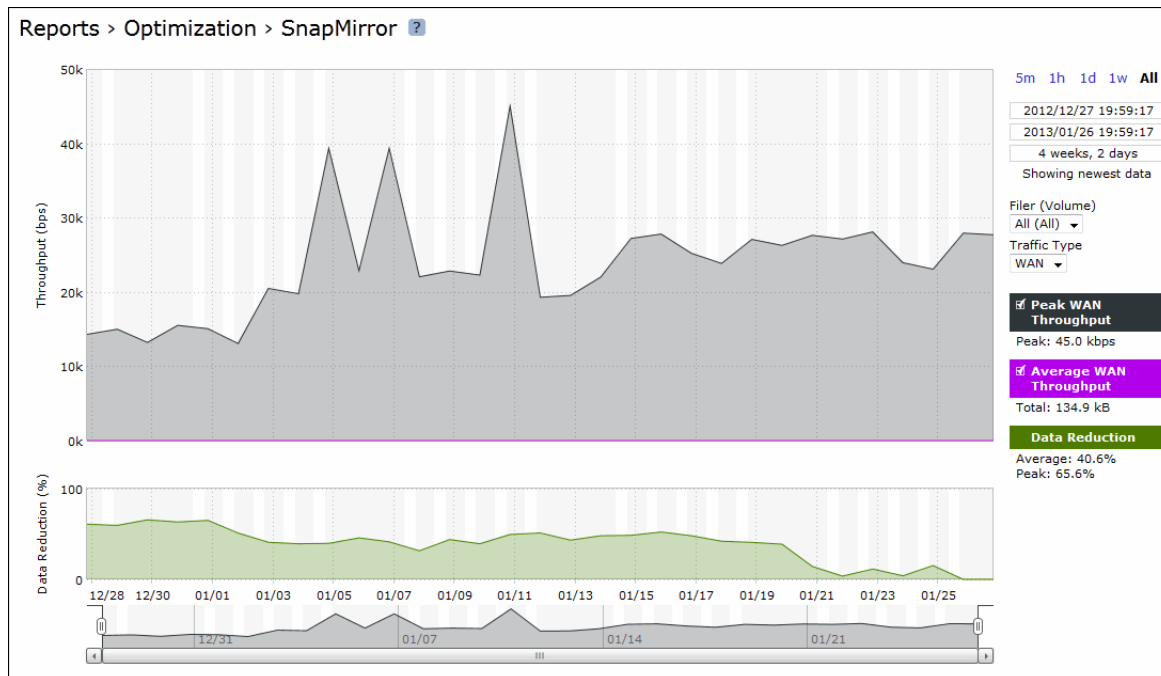 Reports › Optimization › SnapMirror ?
50k
40k
30k
20k
10k
0k
Throughput (bps)
100
0
Data Reduction (%)
12/28 12/30 01/01 01/03 01/05 01/07 01/09 01/11 01/13 01/15 01/17 01/19 01/21 01/23 01/25
12/31 01/07 01/14 01/21
5m 1h 1d 1w All
2012/12/27 19:59:17
2013/01/26 19:59:17
4 weeks, 2 days
Showing newest data
Filer (Volume)
All (All)
Traffic Type
WAN
Peak WAN
Throughput
Peak: 45.0 kbps
Average WAN
Throughput
Total: 134.9 kB
Data Reduction
Average: 40.6%
Peak: 65.6%